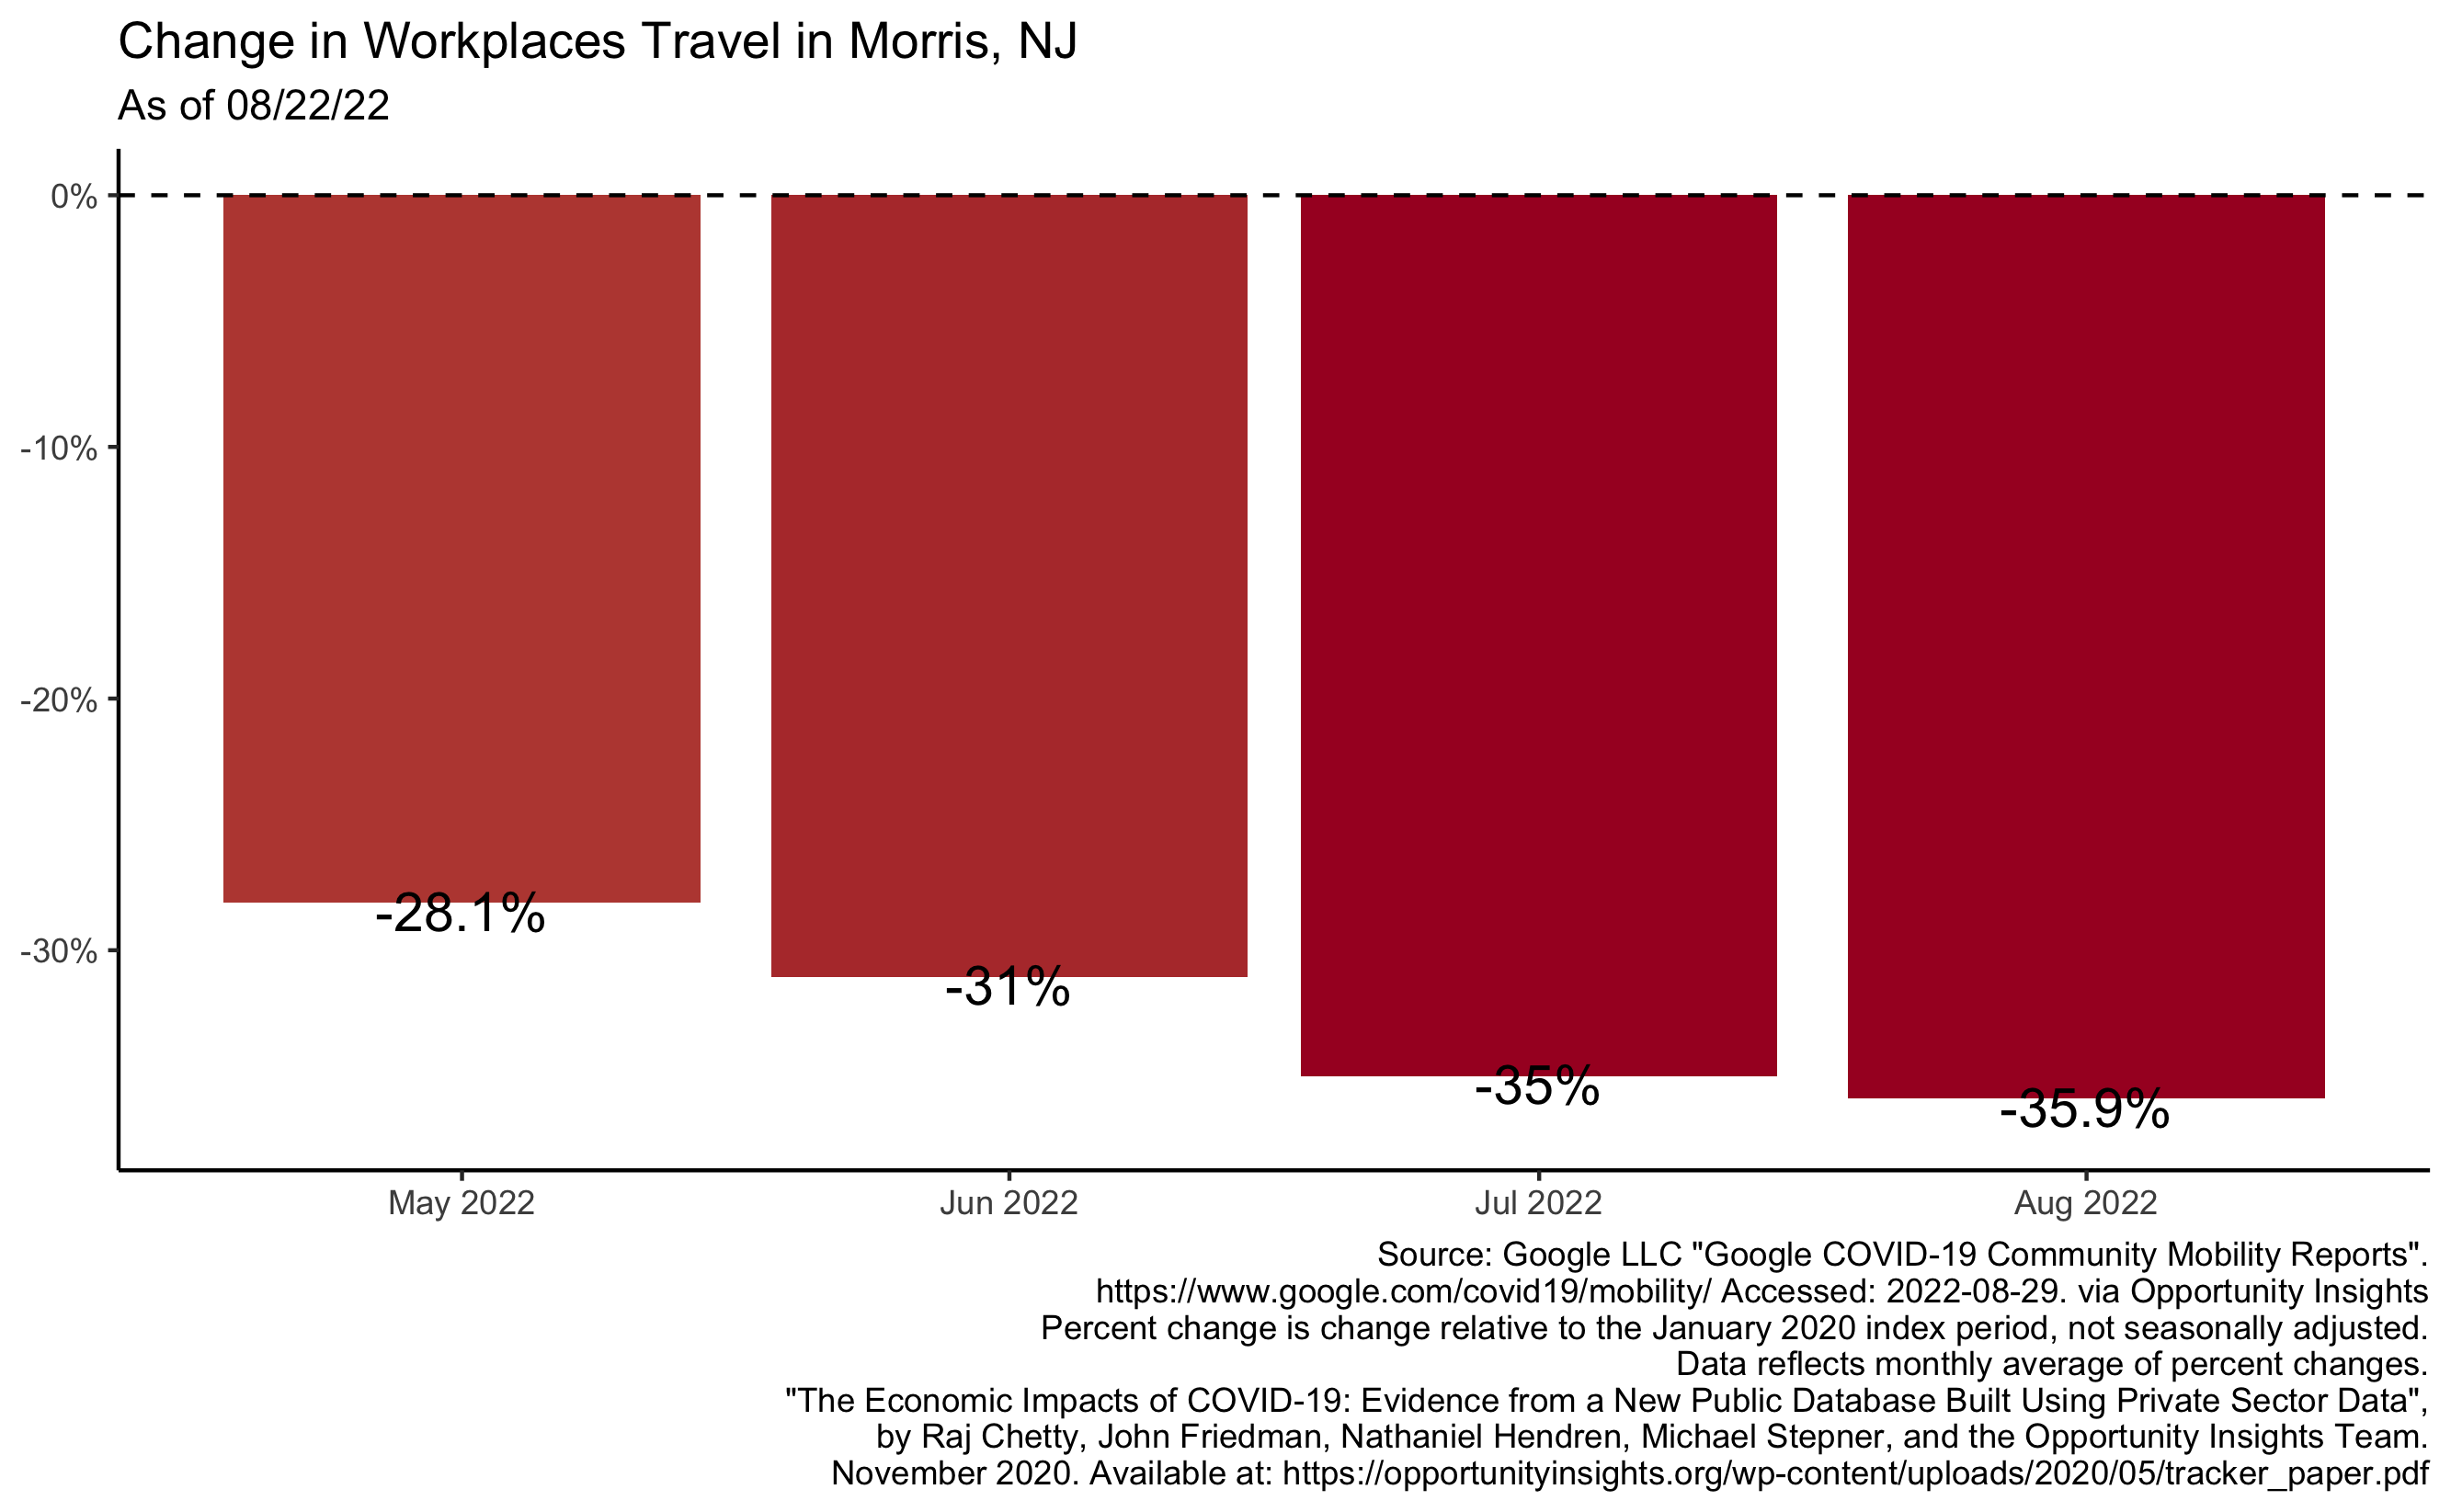 Change in Workplaces Travel in Morris, NJ
As of 08/22/22
0%
-10%
-20%
-30%
-28.1%
-31%
-35%
-35.9%
May 2022
Jun 2022
Jul 2022
Aug 2022
Source: Google LLC "Google COVID-19 Community Mobility Reports".
https://www.google.com/covid19/mobility/ Accessed: 2022-08-29. via Opportunity Insights
Percent change is change relative to the January 2020 index period, not seasonally adjusted.
Data reflects monthly average of percent changes.
"The Economic Impacts of COVID-19: Evidence from a New Public Database Built Using Private Sector Data",
by Raj Chetty, John Friedman, Nathaniel Hendren, Michael Stepner, and the Opportunity Insights Team.
November 2020. Available at: https://opportunityinsights.org/wp-content/uploads/2020/05/tracker_paper.pdf